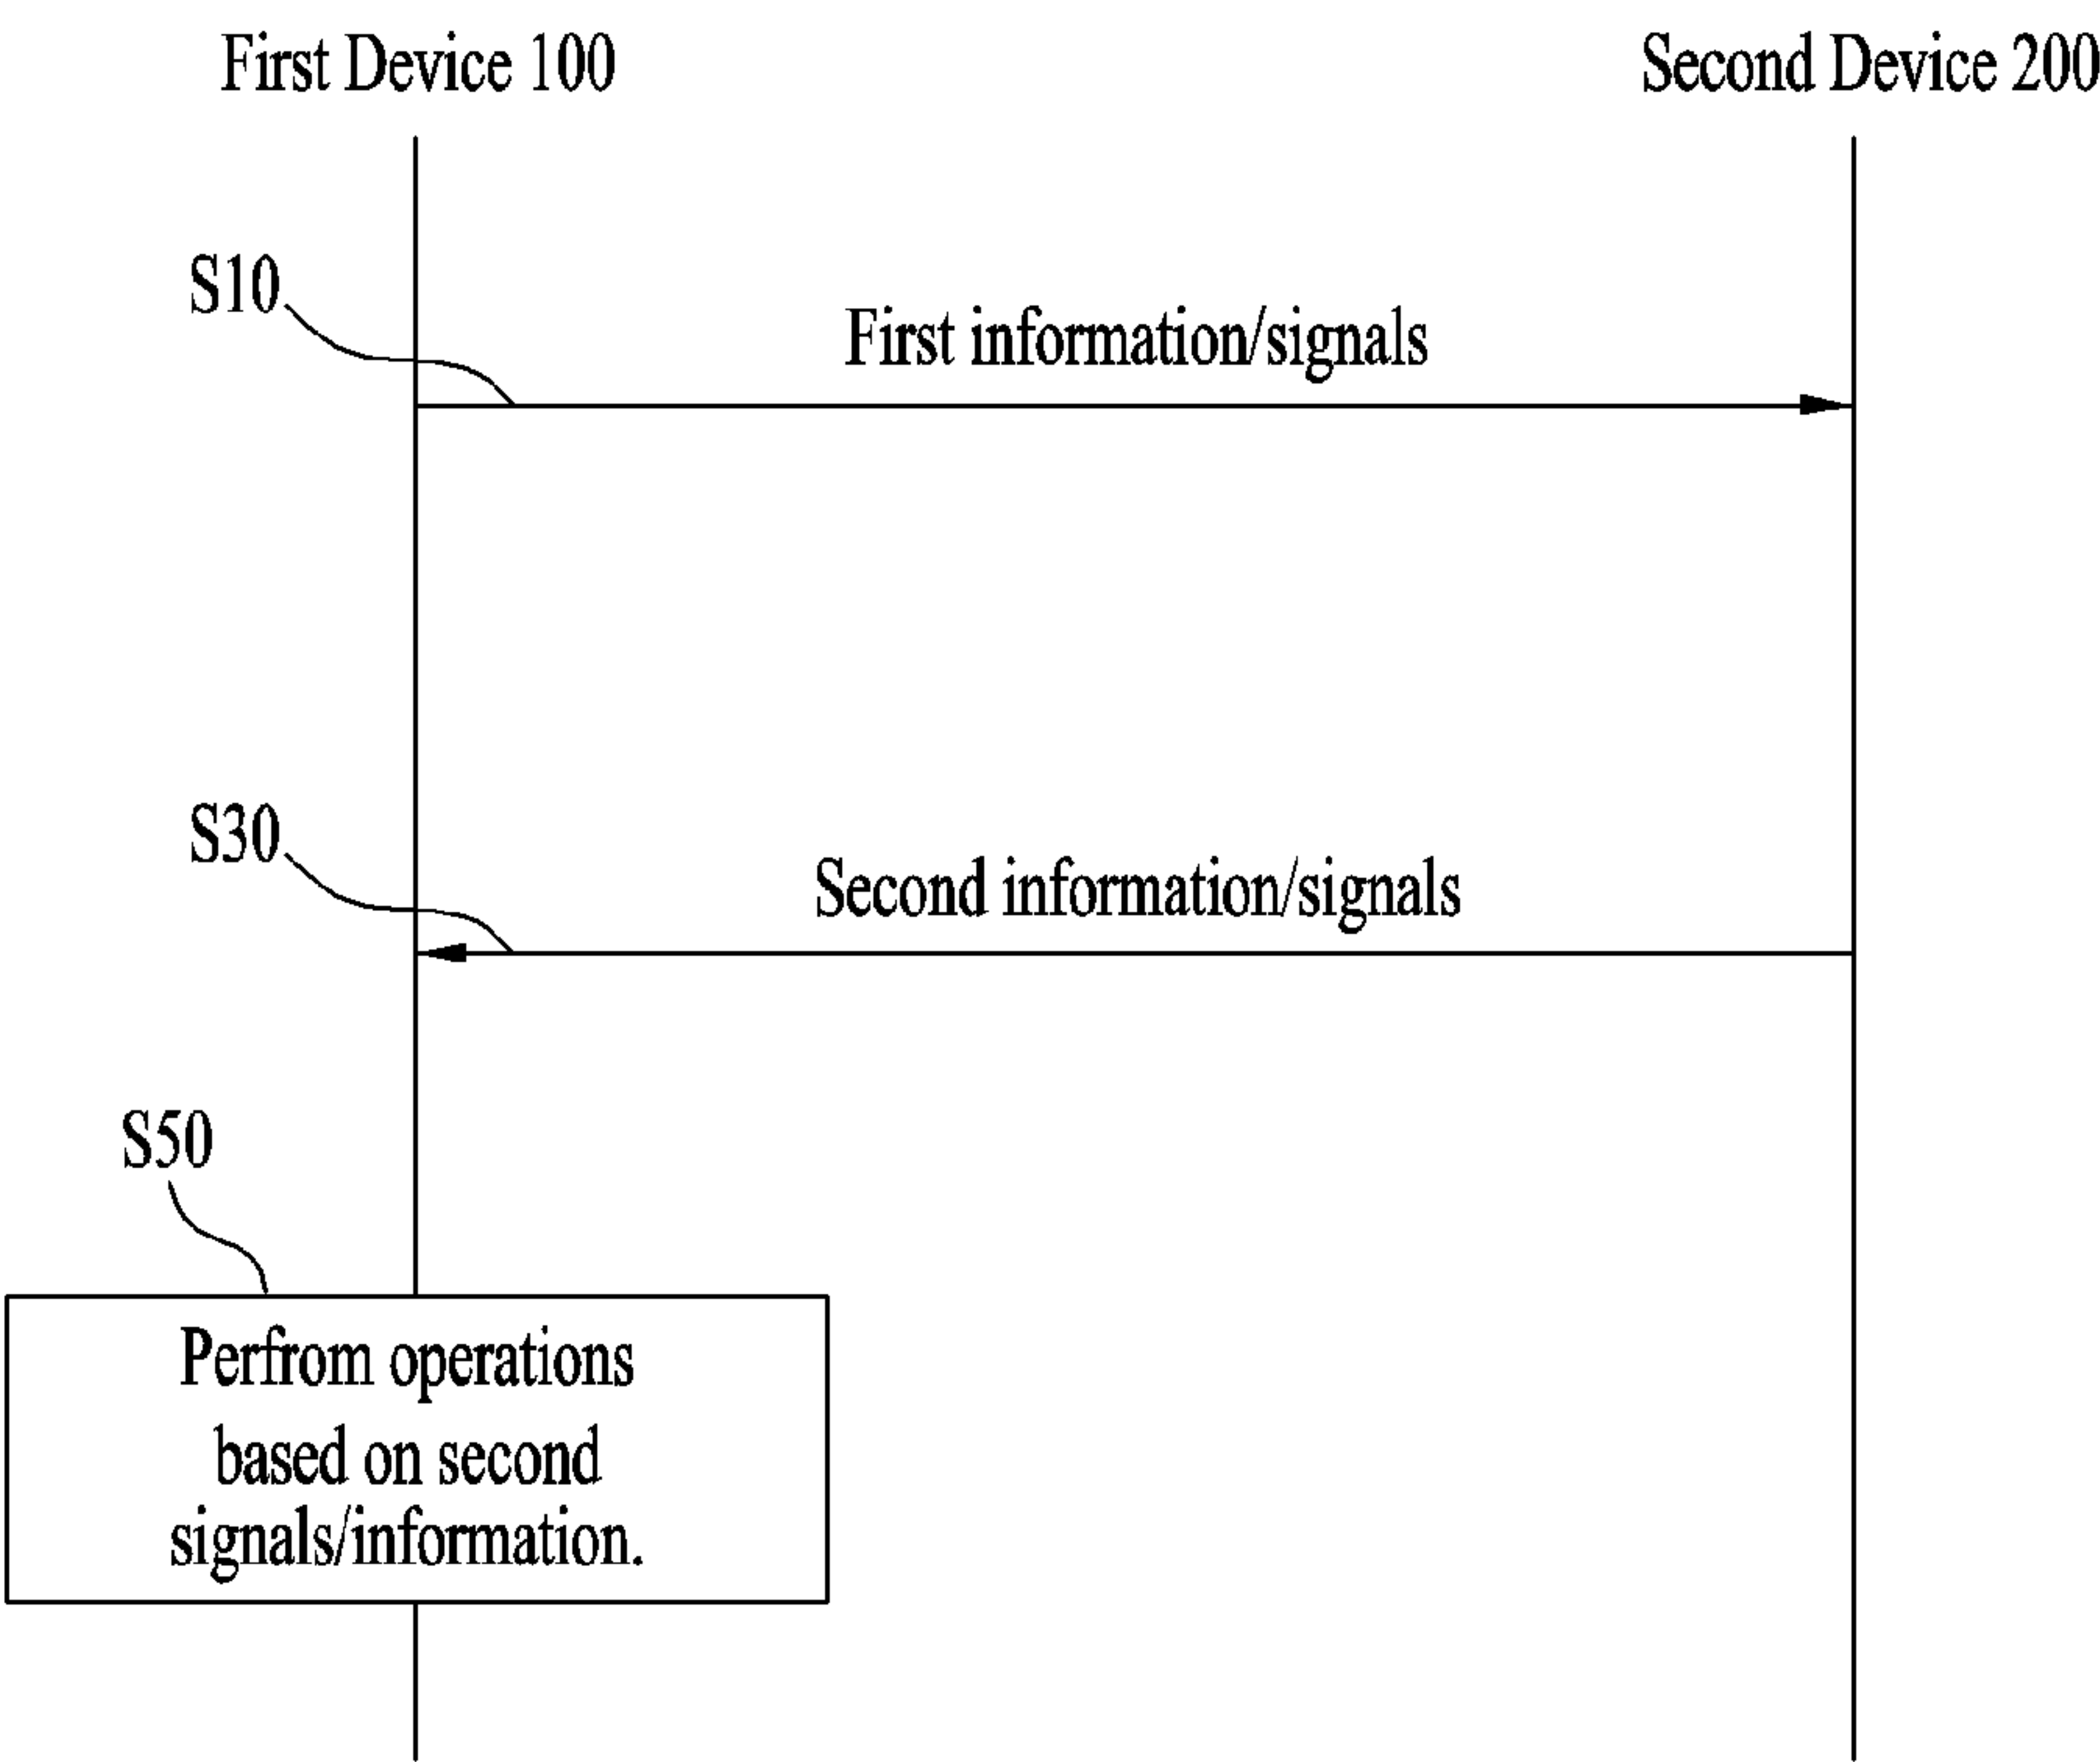 First Device 100
Second Device 200
S10
First information/signals
S30
Second information/signals
S50
Perfrom operations
based on second
signals/information.